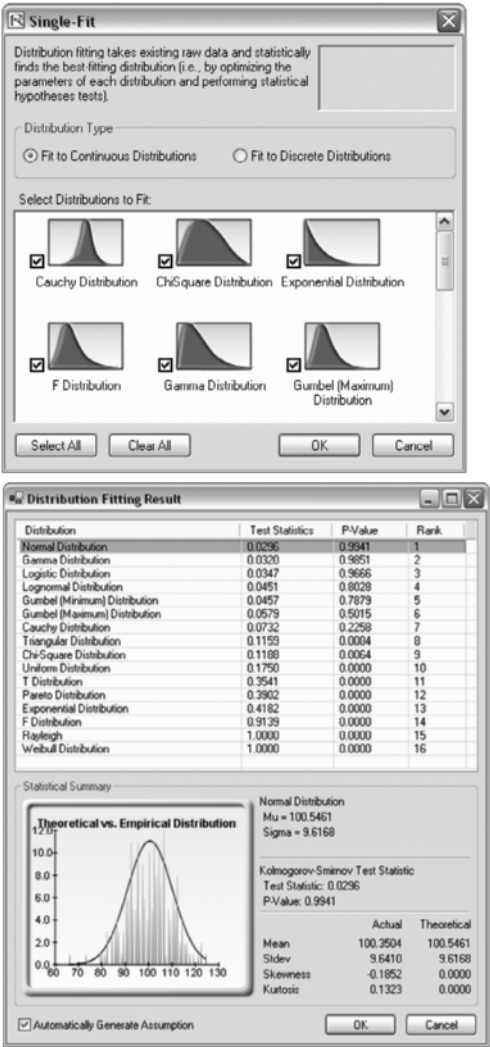 Single-Fit
Distribution fitting takes existing raw data and statistically
finds the best-fitting distribution (i.e., by optimizing the
parameters of each distribution and performing statistical
hypotheses tests).
Distribution Type
Fit to Continuous Distributions Fit to Discrete Distributions
Select Distributions to Fit:
Cauchy Distribution ChiSquare Distribution Exponential Distribution
F Distribution Gamma Distribution Gumbel (Maximum)
Distribution
Select All Clear All OK Cancel
Distribution Fitting Result
Distribution Test Statistics P-Value Rank
Normal Distribution 0.0296 0.9941 1
Gamma Distribution 0.0320 0.9851 2
Logistic Distribution 0.0347 0.9666 3
Lognormal Distribution 0.0451 0.8028 4
Gumbel (Minimum) Distribution 0.0457 0.7879 5
Gumbel (Maximum) Distribution 0.0579 0.5015 6
Cauchy Distribution 0.0732 0.2258 7
Triangular Distribution 0.1159 0.0084 8
Chi-Square Distribution 0.1188 0.0064 9
Uniform Distribution 0.1750 0.0000 10
T Distribution 0.3541 0.0000 11
Pareto Distribution 0.3902 0.0000 12
Exponential Distribution 0.4182 0.0000 13
F Distribution 0.9139 0.0000 14
Rayleigh 1.0000 0.0000 15
Weibull Distribution 1.0000 0.0000 16
Statistical Summary
Theoretical vs. Empirical Distribution
12.0
10.0
8.0
6.0
4.0
2.0
0.0
60 70 80 90 100 110 120 130
Normal Distribution
Mu = 100.5461
Sigma = 9.6168
Kolmogorov-Smirnov Test Statistic
Test Statistic: 0.0296
P-Value: 0.9941
Actual Theoretical
Mean 100.3504 100.5461
Stdev 9.6410 9.6168
Skewness -0.1852 0.0000
Kurtosis 0.1323 0.0000
Automatically Generate Assumption OK Cancel